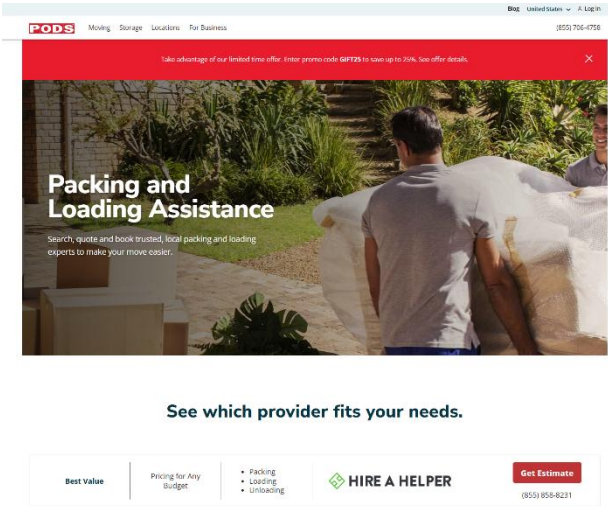 Blog United States Log In
PODS Moving Storage Locations For Business (855) 706-4758
Take advantage of our limited time offer. Enter promo code GIFT25 to save up to 25%. See offer details.
Packing and
Loading Assistance
Search, quote and book trusted, local packing and loading
experts to make your move easier.
See which provider fits your needs.
Best Value
Pricing for Any
Budget
• Packing
• Loading
• Unloading
HIRE A HELPER
Get Estimate
(855) 858-8231